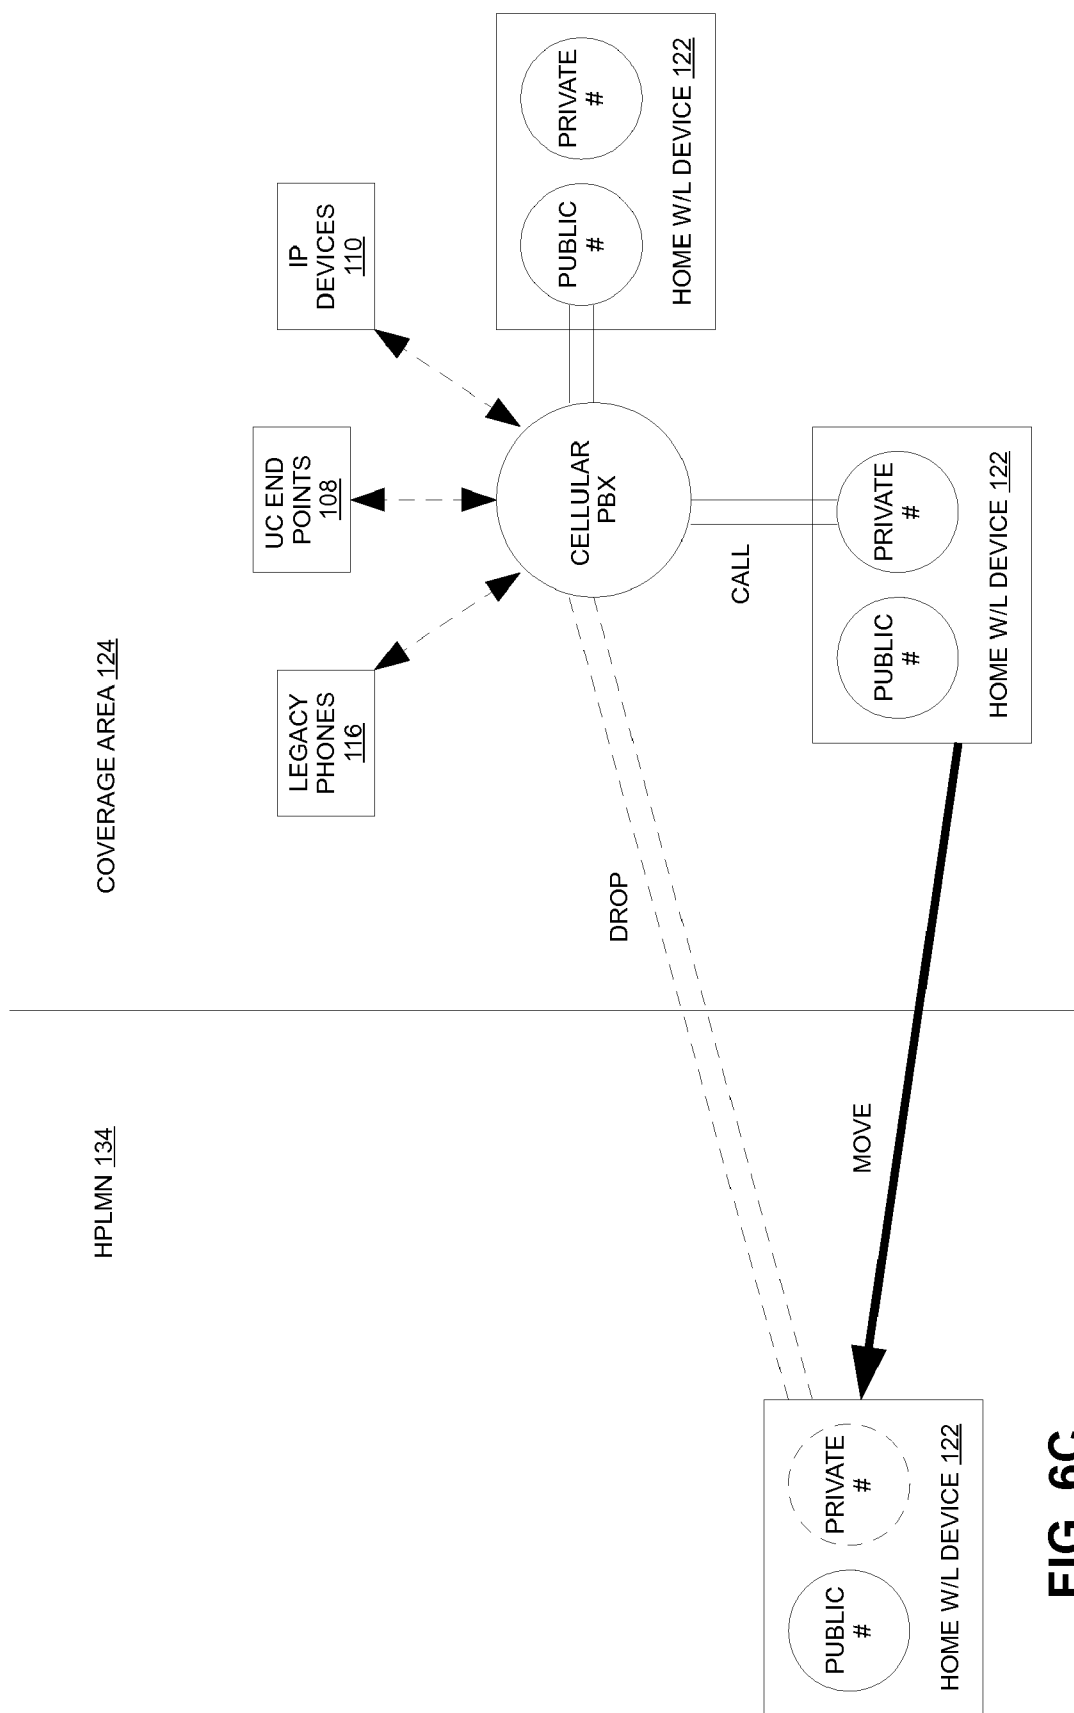 HPLMN 134
COVERAGE AREA 124
LEGACY
PHONES
116
UC END
POINTS
108
IP
DEVICES
110
CELLULAR
PBX
PUBLIC
#
PRIVATE
#
HOME W/L DEVICE 122
DROP
CALL
PUBLIC
#
PRIVATE
#
HOME W/L DEVICE 122
MOVE
PUBLIC
#
PRIVATE
#
HOME W/L DEVICE 122
FIG. 6C